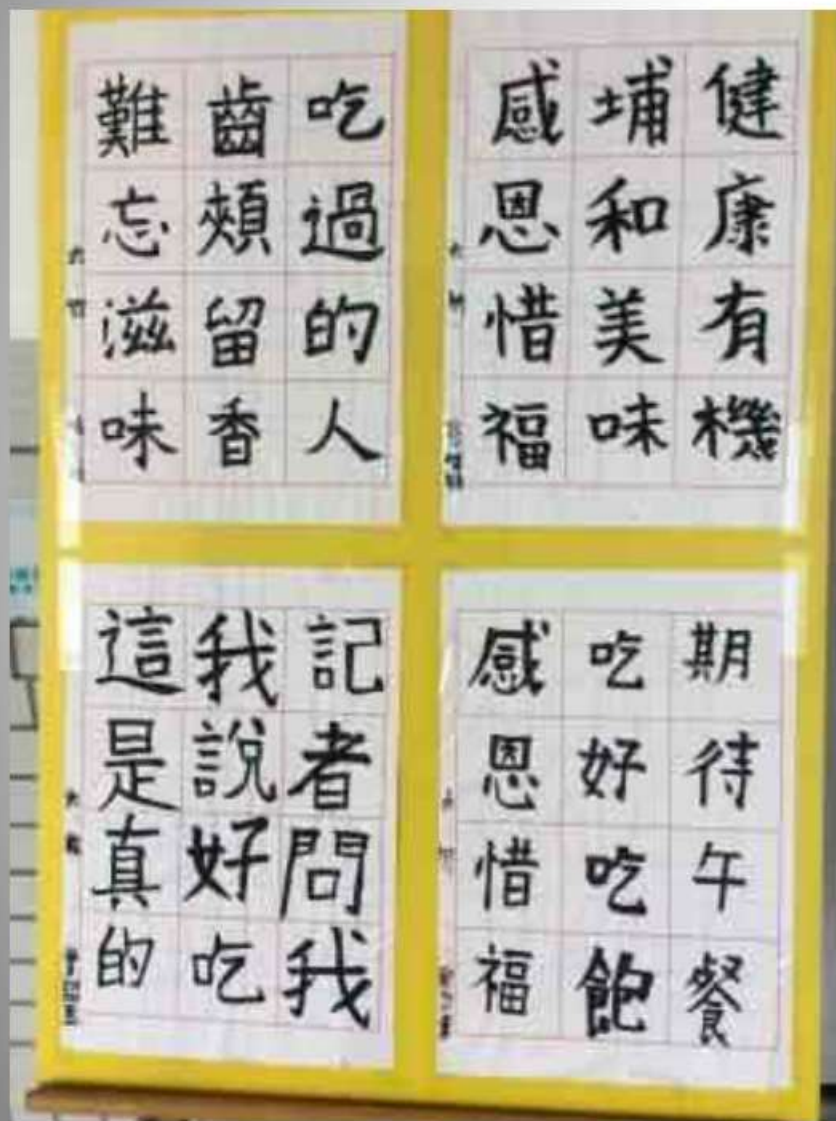 健康有機
埔和美味
感恩惜福
吃過的人
齒頰留香
難忘滋味
期待午餐
吃好吃飽
感恩惜福
記者問我
我說好吃
這是真的